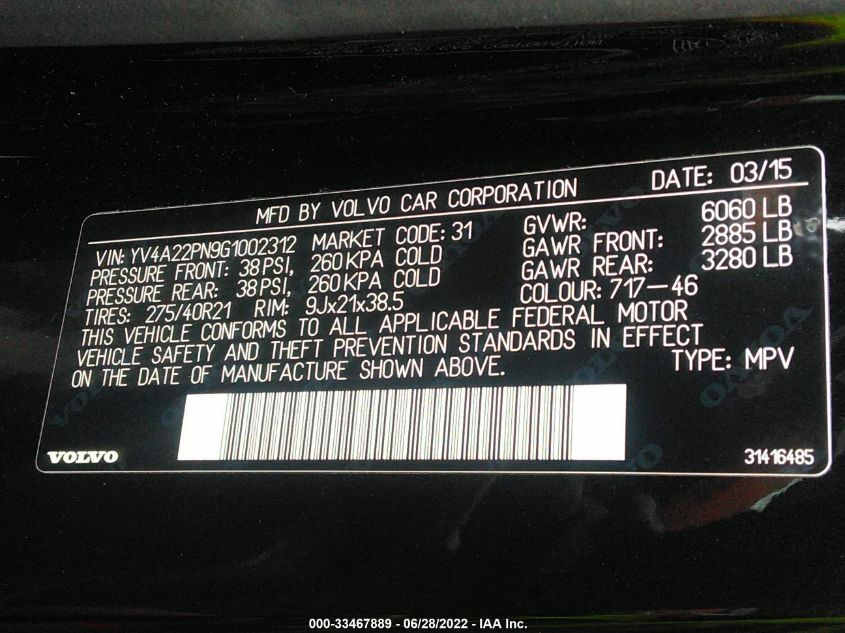 MFD BY VOLVO CAR CORPORATION DATE: 03/15
VIN: YV4A22PN9G1002312 MARKET CODE: 31 GVWR: 6060 LB
PRESSURE FRONT: 38 PSI, 260 KPA COLD GAWR FRONT: 2885 LB
PRESSURE REAR: 38 PSI, 260 KPA COLD GAWR REAR: 3280 LB
TIRES: 275/40R21 RIM: 9Jx21x38.5 COLOUR: 717-46
THIS VEHICLE CONFORMS TO ALL APPLICABLE FEDERAL MOTOR
VEHICLE SAFETY AND THEFT PREVENTION STANDARDS IN EFFECT
ON THE DATE OF MANUFACTURE SHOWN ABOVE. TYPE: MPV
VOLVO 31416485
000-33467889 - 06/28/2022 - IAA Inc.